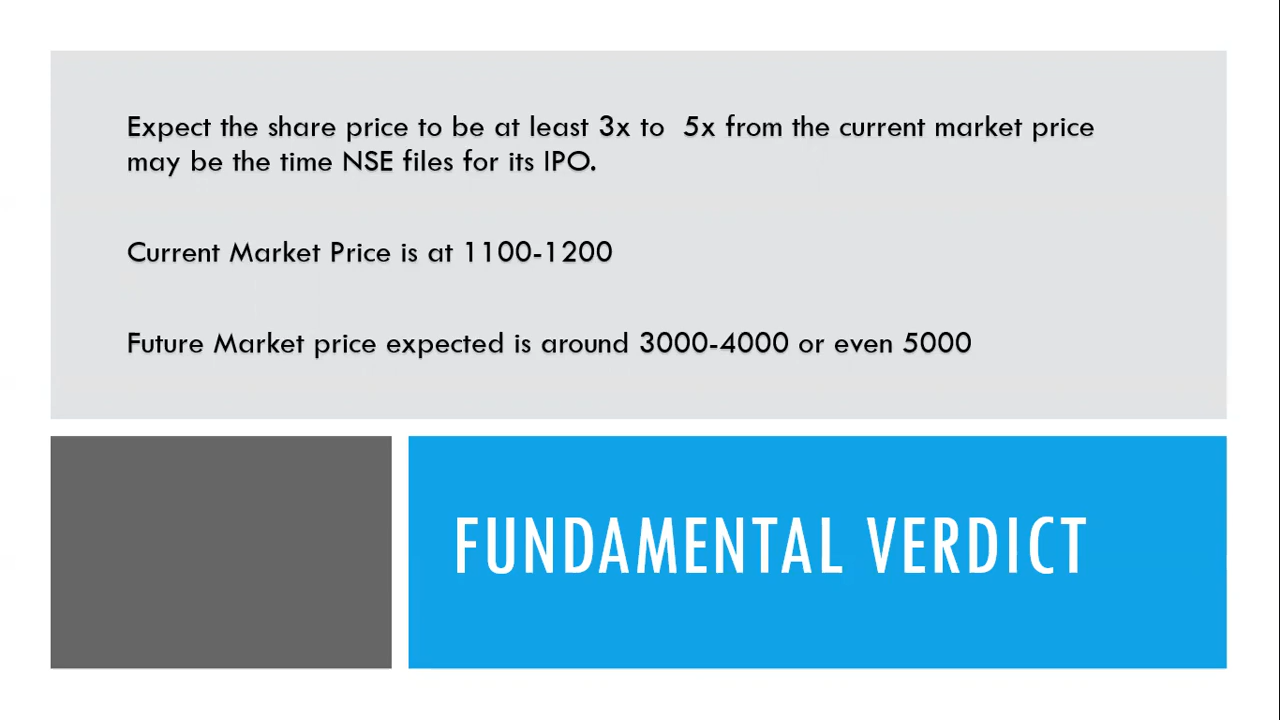 Expect the share price to be at least 3x to  5x from the current market price
may be the time NSE files for its IPO.
Current Market Price is at 1100-1200
Future Market price expected is around 3000-4000 or even 5000
FUNDAMENTAL VERDICT